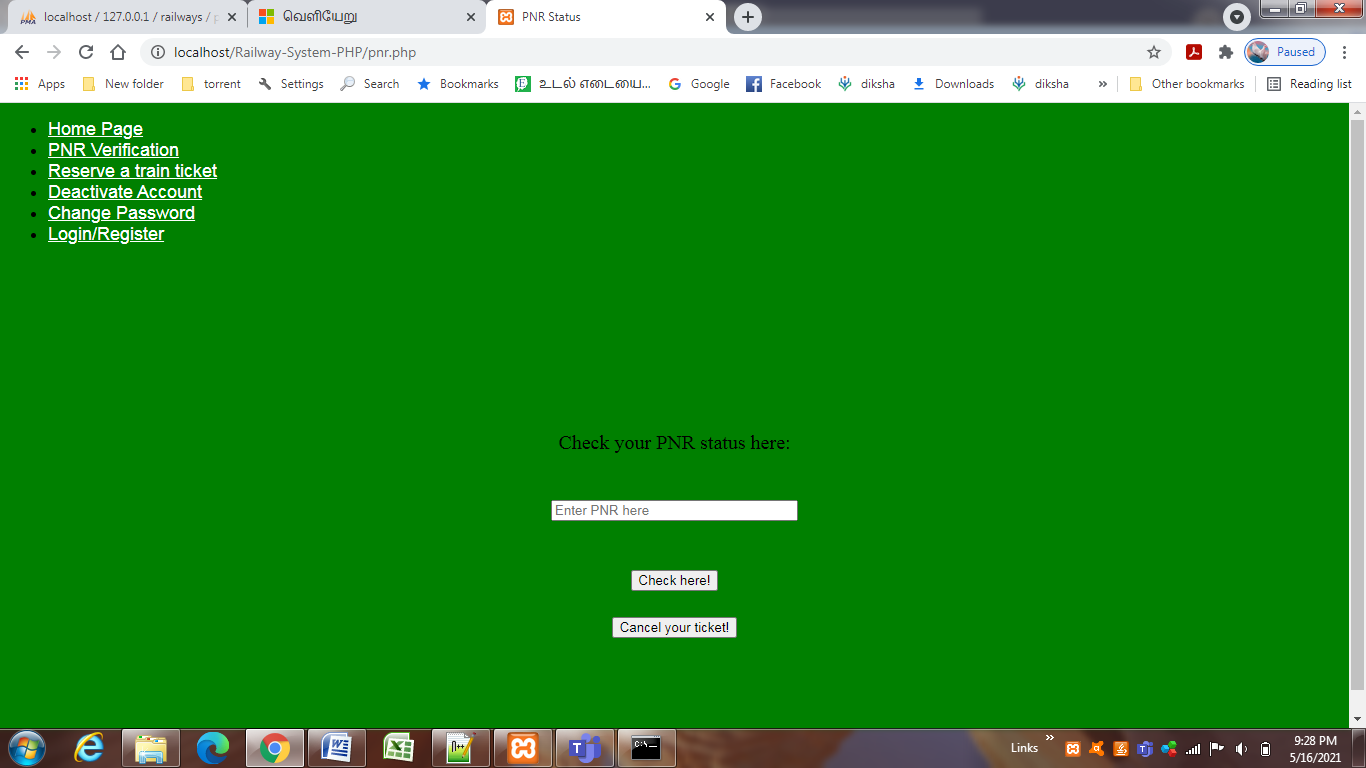 localhost / 127.0.0.1 / railways / p
வெளியேறு
PNR Status
localhost/Railway-System-PHP/pnr.php
Paused
Apps
New folder
torrent
Settings
Search
Bookmarks
உடல் எடையை...
Google
Facebook
diksha
Downloads
diksha
»
Other bookmarks
Reading list
Home Page
PNR Verification
Reserve a train ticket
Deactivate Account
Change Password
Login/Register
Check your PNR status here:
Enter PNR here
Check here!
Cancel your ticket!
Links
9:28 PM
5/16/2021